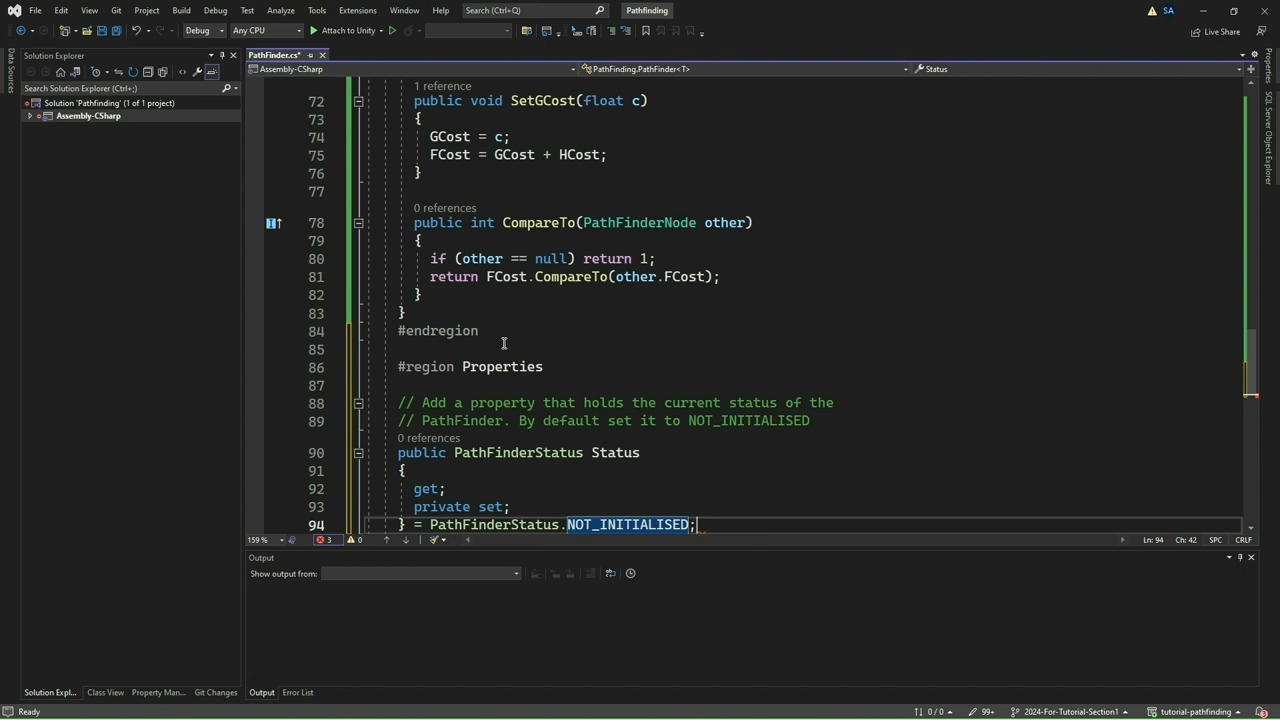 File Edit View Git Project Build Debug Test Analyze Tools Extensions Window Help Search (Ctrl+Q) Pathfinding SA
Debug Any CPU Attach to Unity Live Share
Data Sources
Solution Explorer
Search Solution Explorer (Ctrl+;)
Solution 'Pathfinding' (1 of 1 project)
Assembly-CSharp
PathFinder.cs*
Assembly-CSharp PathFinding.PathFinder<T> Status
1 reference
72 public void SetGCost(float c)
73 {
74 GCost = c;
75 FCost = GCost + HCost;
76 }
77
0 references
78 public int CompareTo(PathFinderNode other)
79 {
80 if (other == null) return 1;
81 return FCost.CompareTo(other.FCost);
82 }
83 }
84 #endregion
85
86 #region Properties
87
88 // Add a property that holds the current status of the
89 // PathFinder. By default set it to NOT_INITIALISED
0 references
90 public PathFinderStatus Status
91 {
92 get;
93 private set;
94 } = PathFinderStatus.NOT_INITIALISED;
159 % 3 0 Ln: 94 Ch: 42 SPC CRLF
Output
Show output from:
Properties
SQL Server Object Explorer
Solution Expl... Class View Property Man... Git Changes Output Error List
Ready 0 / 0 99+ 2024-For-Tutorial-Section1 tutorial-pathfinding 3